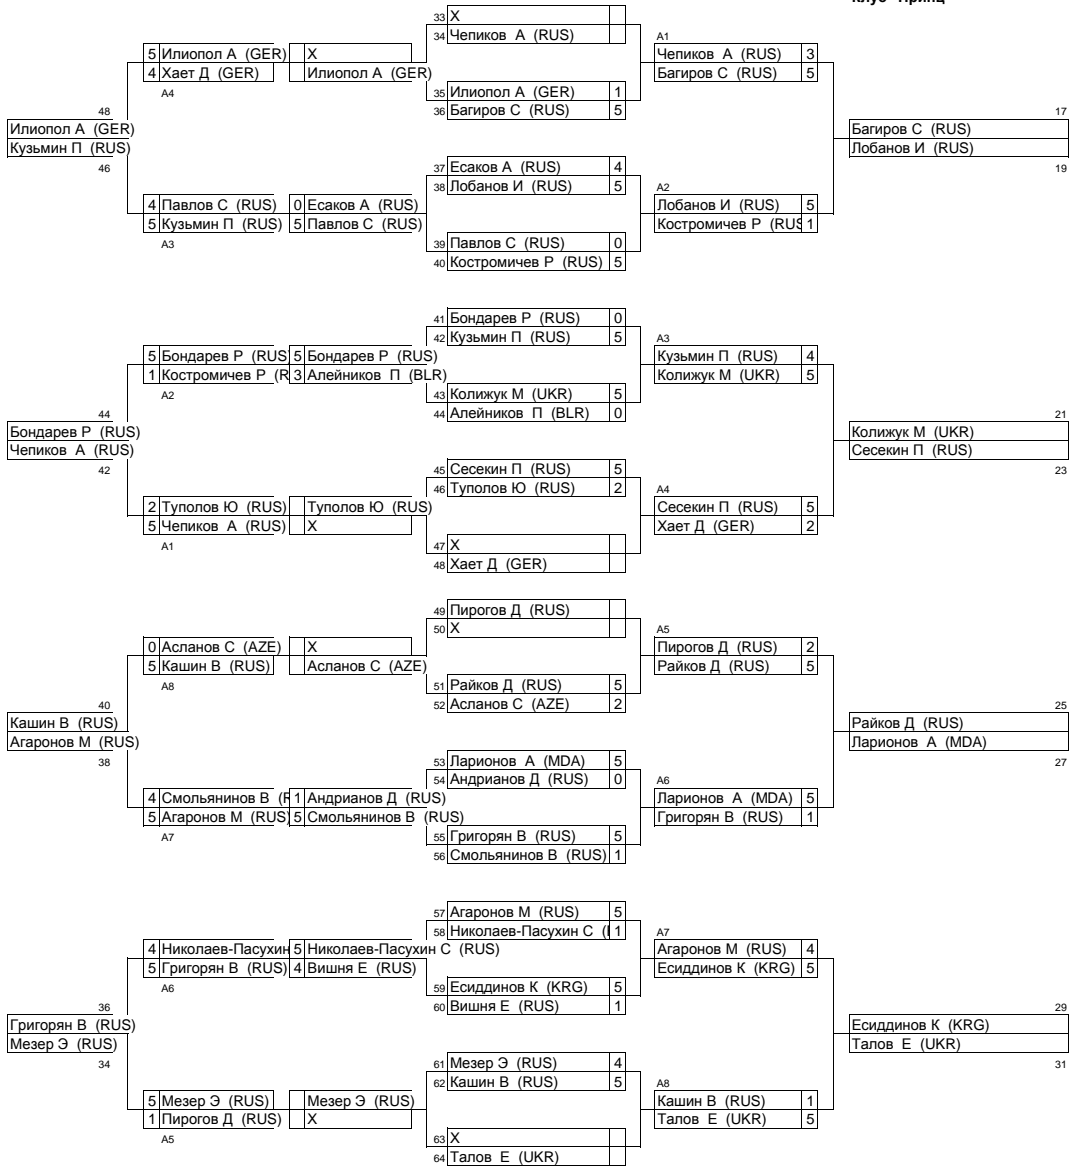 Клуб "Принц"
33 X
34 Чепиков А (RUS)
A1
5 Илиопол А (GER) X Чепиков А (RUS) 3
4 Хает Д (GER) Илиопол А (GER) Багиров С (RUS) 5
A4
35 Илиопол А (GER) 1
36 Багиров С (RUS) 5
48 17
Илиопол А (GER) Багиров С (RUS)
Кузьмин П (RUS) Лобанов И (RUS)
46 19
37 Есаков А (RUS) 4
38 Лобанов И (RUS) 5
A2
4 Павлов С (RUS) 0 Есаков А (RUS) Лобанов И (RUS) 5
5 Кузьмин П (RUS) 5 Павлов С (RUS) Костромичев Р (RUS 1
A3
39 Павлов С (RUS) 0
40 Костромичев Р (RUS) 5
41 Бондарев Р (RUS) 0
42 Кузьмин П (RUS) 5
A3
5 Бондарев Р (RUS 5 Бондарев Р (RUS) Кузьмин П (RUS) 4
1 Костромичев Р (R 3 Алейников П (BLR) Колижук М (UKR) 5
A2
43 Колижук М (UKR) 5
44 Алейников П (BLR) 0
44 21
Бондарев Р (RUS) Колижук М (UKR)
Чепиков А (RUS) Сесекин П (RUS)
42 23
45 Сесекин П (RUS) 5
46 Туполов Ю (RUS) 2
A4
2 Туполов Ю (RUS) Туполов Ю (RUS) Сесекин П (RUS) 5
5 Чепиков А (RUS) X Хает Д (GER) 2
A1
47 X
48 Хает Д (GER)
49 Пирогов Д (RUS)
50 X
A5
0 Асланов С (AZE) X Пирогов Д (RUS) 2
5 Кашин В (RUS) Асланов С (AZE) Райков Д (RUS) 5
A8
51 Райков Д (RUS) 5
52 Асланов С (AZE) 2
40 25
Кашин В (RUS) Райков Д (RUS)
Агаронов М (RUS) Ларионов А (MDA)
38 27
53 Ларионов А (MDA) 5
54 Андрианов Д (RUS) 0
A6
4 Смольянинов В (R 1 Андрианов Д (RUS) Ларионов А (MDA) 5
5 Агаронов М (RUS) 5 Смольянинов В (RUS) Григорян В (RUS) 1
A7
55 Григорян В (RUS) 5
56 Смольянинов В (RUS) 1
57 Агаронов М (RUS) 5
58 Николаев-Пасухин С ( 1
A7
4 Николаев-Пасухин 5 Николаев-Пасухин С (RUS) Агаронов М (RUS) 4
5 Григорян В (RUS) 4 Вишня Е (RUS) Есиддинов К (KRG) 5
A6
59 Есиддинов К (KRG) 5
60 Вишня Е (RUS) 1
36 29
Григорян В (RUS) Есиддинов К (KRG)
Мезер Э (RUS) Талов Е (UKR)
34 31
61 Мезер Э (RUS) 4
62 Кашин В (RUS) 5
A8
5 Мезер Э (RUS) Мезер Э (RUS) Кашин В (RUS) 1
1 Пирогов Д (RUS) X Талов Е (UKR) 5
A5
63 X
64 Талов Е (UKR)